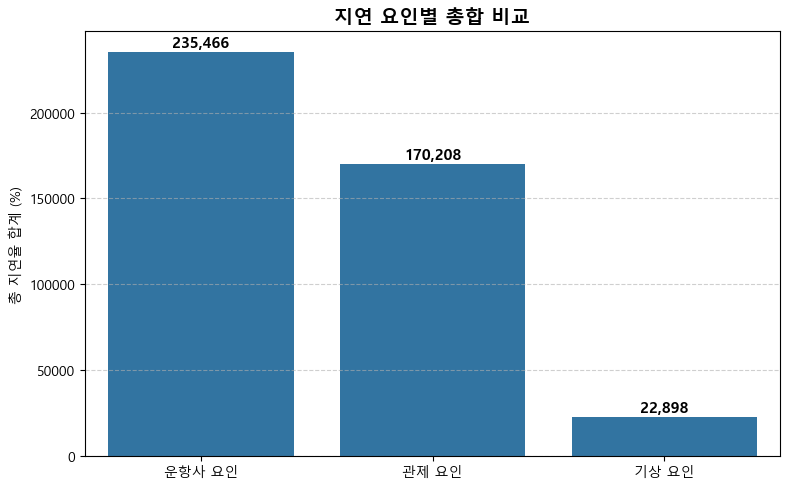 지연 요인별 총합 비교
총 지연율 합계 (%)
200000
150000
100000
50000
0
235,466
170,208
22,898
운항사 요인
관제 요인
기상 요인